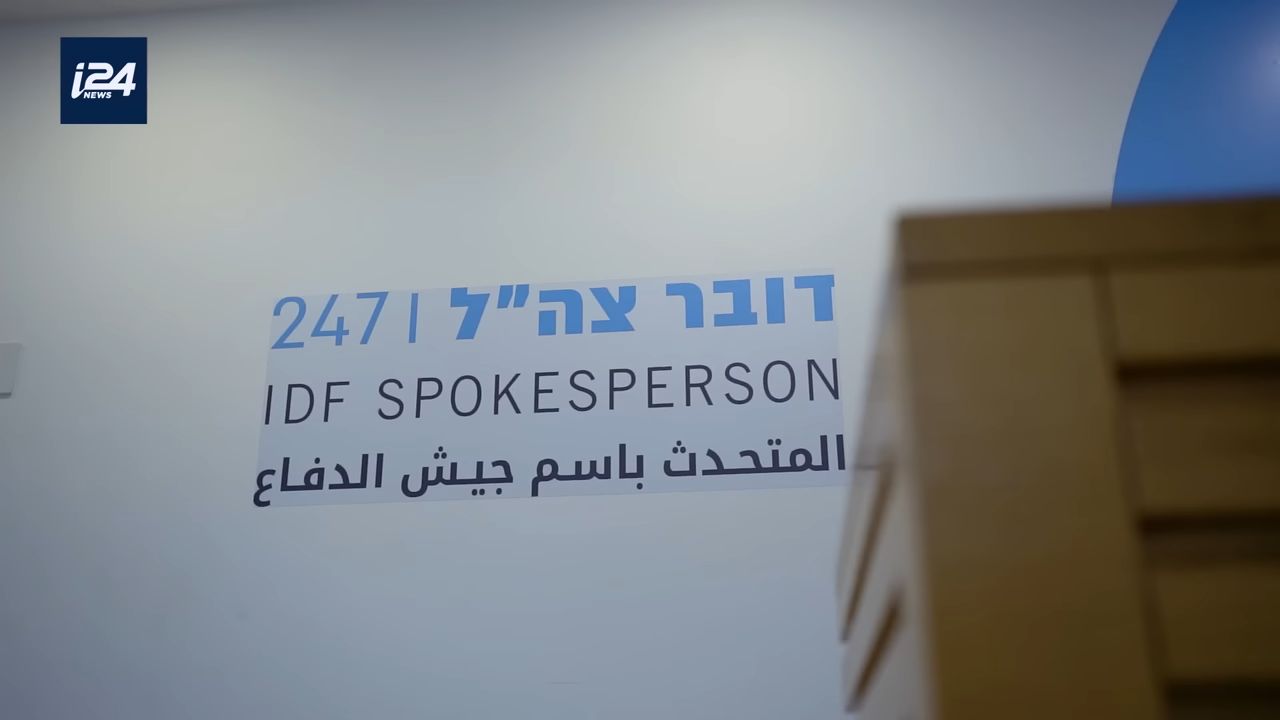 i24
NEWS
דובר צה"ל | 247
IDF SPOKESPERSON
المتحدث باسم جيش الدفاع